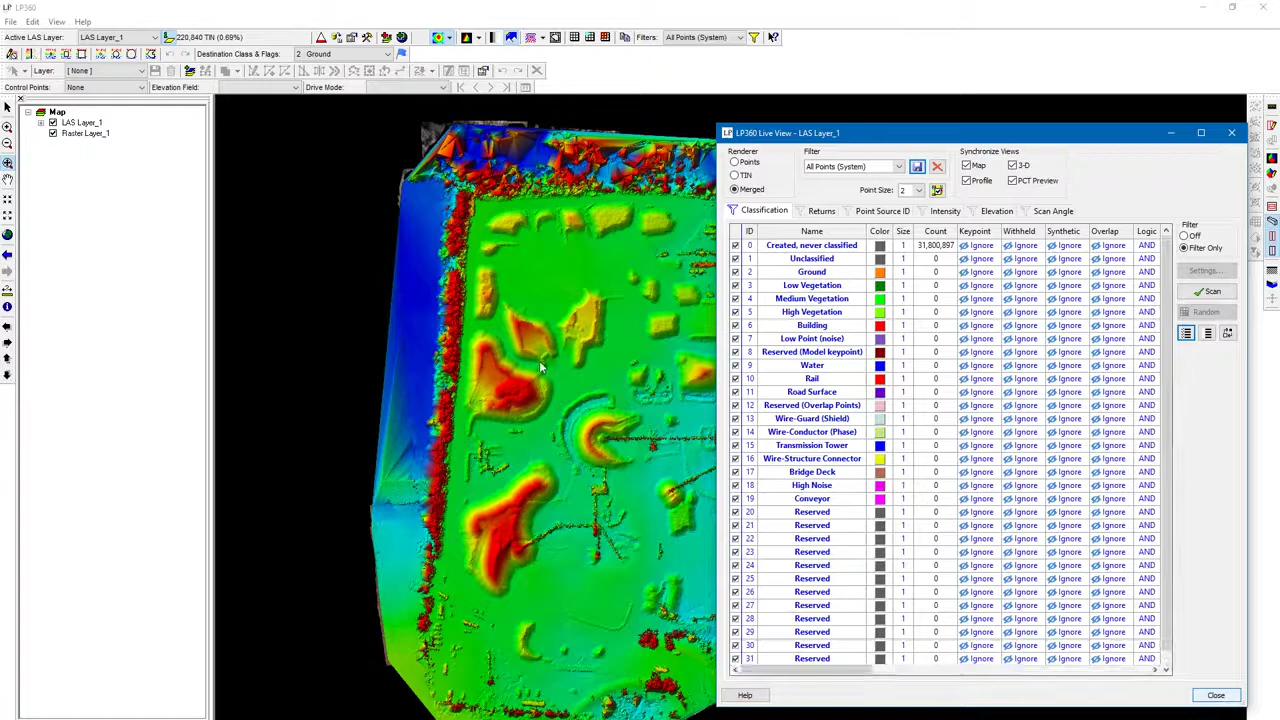 LP360
File Edit View Help
Active LAS Layer: LAS Layer_1 220,840 TIN (0.69%) Filters: All Points (System)
Destination Class & Flags: 2 Ground
Layer: [ None ]
Control Points: None Elevation Field: Drive Mode:
Map
LAS Layer_1
Raster Layer_1
LP360 Live View - LAS Layer_1
Renderer
Points
TIN
Merged
Filter
All Points (System)
Point Size: 2
Synchronize Views
Map 3-D
Profile PCT Preview
Classification Returns Point Source ID Intensity Elevation Scan Angle
ID Name Color Size Count Keypoint Withheld Synthetic Overlap Logic
0 Created, never classified 1 31,800,897 Ignore Ignore Ignore Ignore AND
1 Unclassified 1 0 Ignore Ignore Ignore Ignore AND
2 Ground 1 0 Ignore Ignore Ignore Ignore AND
3 Low Vegetation 1 0 Ignore Ignore Ignore Ignore AND
4 Medium Vegetation 1 0 Ignore Ignore Ignore Ignore AND
5 High Vegetation 1 0 Ignore Ignore Ignore Ignore AND
6 Building 1 0 Ignore Ignore Ignore Ignore AND
7 Low Point (noise) 1 0 Ignore Ignore Ignore Ignore AND
8 Reserved (Model keypoint) 1 0 Ignore Ignore Ignore Ignore AND
9 Water 1 0 Ignore Ignore Ignore Ignore AND
10 Rail 1 0 Ignore Ignore Ignore Ignore AND
11 Road Surface 1 0 Ignore Ignore Ignore Ignore AND
12 Reserved (Overlap Points) 1 0 Ignore Ignore Ignore Ignore AND
13 Wire-Guard (Shield) 1 0 Ignore Ignore Ignore Ignore AND
14 Wire-Conductor (Phase) 1 0 Ignore Ignore Ignore Ignore AND
15 Transmission Tower 1 0 Ignore Ignore Ignore Ignore AND
16 Wire-Structure Connector 1 0 Ignore Ignore Ignore Ignore AND
17 Bridge Deck 1 0 Ignore Ignore Ignore Ignore AND
18 High Noise 1 0 Ignore Ignore Ignore Ignore AND
19 Conveyor 1 0 Ignore Ignore Ignore Ignore AND
20 Reserved 1 0 Ignore Ignore Ignore Ignore AND
21 Reserved 1 0 Ignore Ignore Ignore Ignore AND
22 Reserved 1 0 Ignore Ignore Ignore Ignore AND
23 Reserved 1 0 Ignore Ignore Ignore Ignore AND
24 Reserved 1 0 Ignore Ignore Ignore Ignore AND
25 Reserved 1 0 Ignore Ignore Ignore Ignore AND
26 Reserved 1 0 Ignore Ignore Ignore Ignore AND
27 Reserved 1 0 Ignore Ignore Ignore Ignore AND
28 Reserved 1 0 Ignore Ignore Ignore Ignore AND
29 Reserved 1 0 Ignore Ignore Ignore Ignore AND
30 Reserved 1 0 Ignore Ignore Ignore Ignore AND
31 Reserved 1 0 Ignore Ignore Ignore Ignore AND
Filter
Off
Filter Only
Settings...
Scan
Random
Help
Close